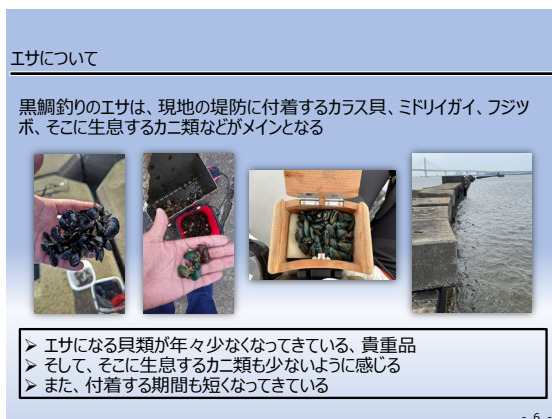 エサについて
黒鯛釣りのエサは、現地の堤防に付着するカラス貝、ミドリイガイ、フジツ
ボ、そこに生息するカニ類などがメインとなる
➢ エサになる貝類が年々少なくなってきている、貴重品
➢ そして、そこに生息するカニ類も少ないように感じる
➢ また、付着する期間も短くなってきている
- 6 -